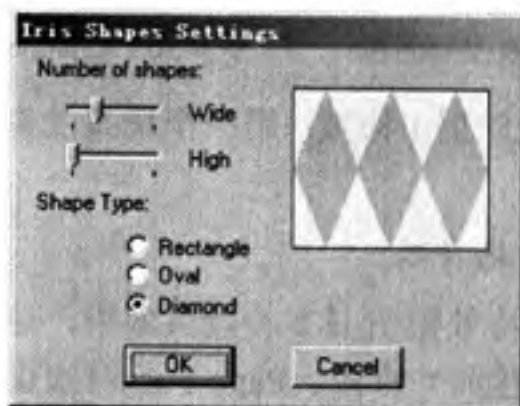 Iris Shapes Settings
Number of shapes:
Wide
High
Shape Type:
Rectangle
Oval
Diamond
OK
Cancel